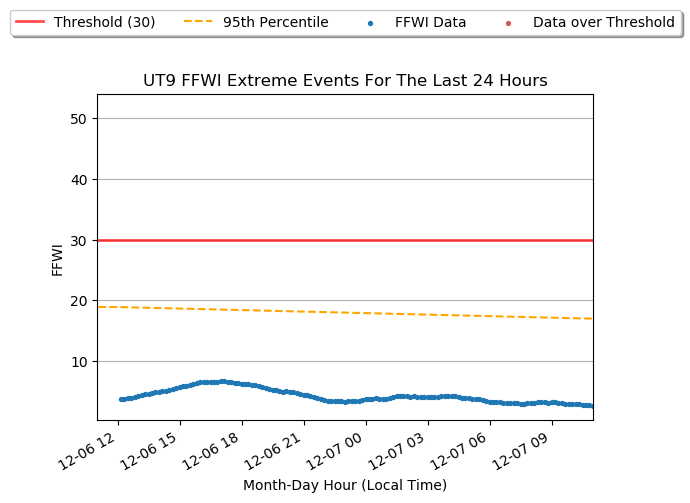 Threshold (30) 95th Percentile FFWI Data Data over Threshold
UT9 FFWI Extreme Events For The Last 24 Hours
50
40
30
20
10
FFWI
12-06 12 12-06 15 12-06 18 12-06 21 12-07 00 12-07 03 12-07 06 12-07 09
Month-Day Hour (Local Time)